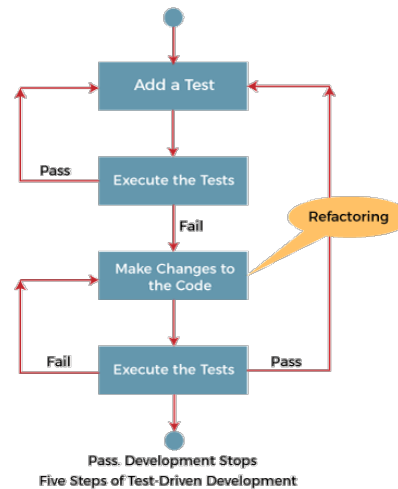 Add a Test
Pass
Execute the Tests
Fail
Refactoring
Make Changes to
the Code
Fail
Execute the Tests
Pass
Pass. Development Stops
Five Steps of Test-Driven Development